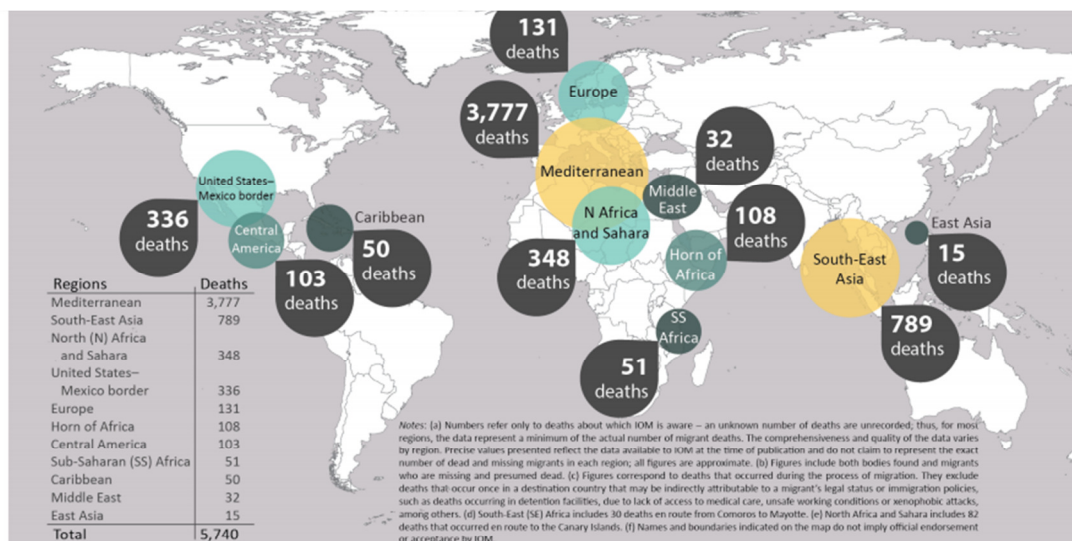 131
deaths
Europe
3,777
deaths
32
deaths
Mediterranean
United States–
Mexico border
Middle
East
N Africa
and Sahara
108
deaths
336
deaths
Central
America
Caribbean
50
deaths
103
deaths
348
deaths
Horn of
Africa
South-East
Asia
East Asia
15
deaths
SS
Africa
789
deaths
51
deaths
Regions Deaths
Mediterranean 3,777
South-East Asia 789
North (N) Africa
and Sahara 348
United States–
Mexico border 336
Europe 131
Horn of Africa 108
Central America 103
Sub-Saharan (SS) Africa 51
Caribbean 50
Middle East 32
East Asia 15
Total 5,740
Notes: (a) Numbers refer only to deaths about which IOM is aware – an unknown number of deaths are unrecorded; thus, for most
regions, the data represent a minimum of the actual number of migrant deaths. The comprehensiveness and quality of the data varies
by region. Precise values presented reflect the data available to IOM at the time of publication and do not claim to represent the exact
number of dead and missing migrants in each region; all figures are approximate. (b) Figures include both bodies found and migrants
who are missing and presumed dead. (c) Figures correspond to deaths that occurred during the process of migration. They exclude
deaths that occur once in a destination country that may be indirectly attributable to a migrant's legal status or immigration policies,
such as deaths occurring in detention facilities, due to lack of access to medical care, unsafe working conditions or xenophobic attacks,
among others. (d) South-East (SE) Africa includes 30 deaths en route from Comoros to Mayotte. (e) North Africa and Sahara includes 82
deaths that occurred en route to the Canary Islands. (f) Names and boundaries indicated on the map do not imply official endorsement
or acceptance by IOM.